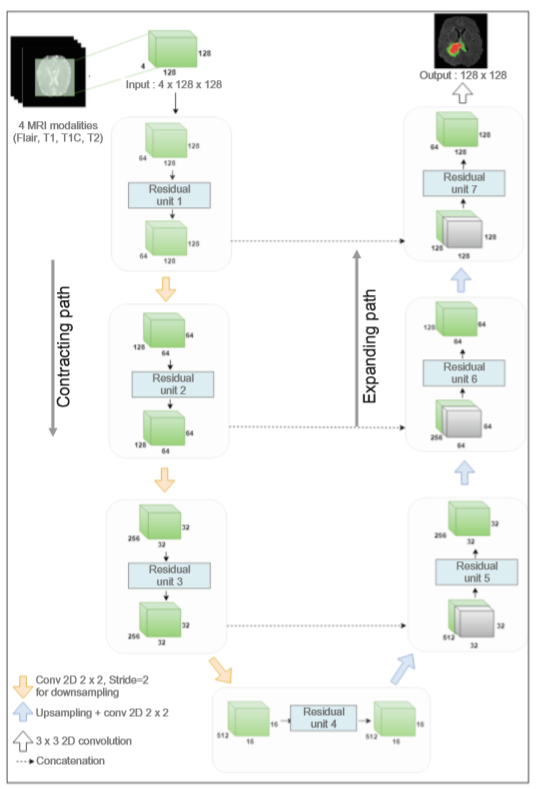 4 MRI modalities
(Flair, T1, T1C, T2)
4
128
128
Input : 4 x 128 x 128
64
128
128
Residual
unit 1
64
128
128
Contracting path
128
64
64
Residual
unit 2
128
64
64
256
32
32
Residual
unit 3
256
32
32
512
16
16
Residual
unit 4
512
16
16
Output : 128 x 128
64
128
128
Residual
unit 7
128
128
128
Expanding path
128
64
64
Residual
unit 6
256
64
64
256
32
32
Residual
unit 5
512
32
32
Conv 2D 2 x 2, Stride=2
for downsampling
Upsampling + conv 2D 2 x 2
3 x 3 2D convolution
Concatenation